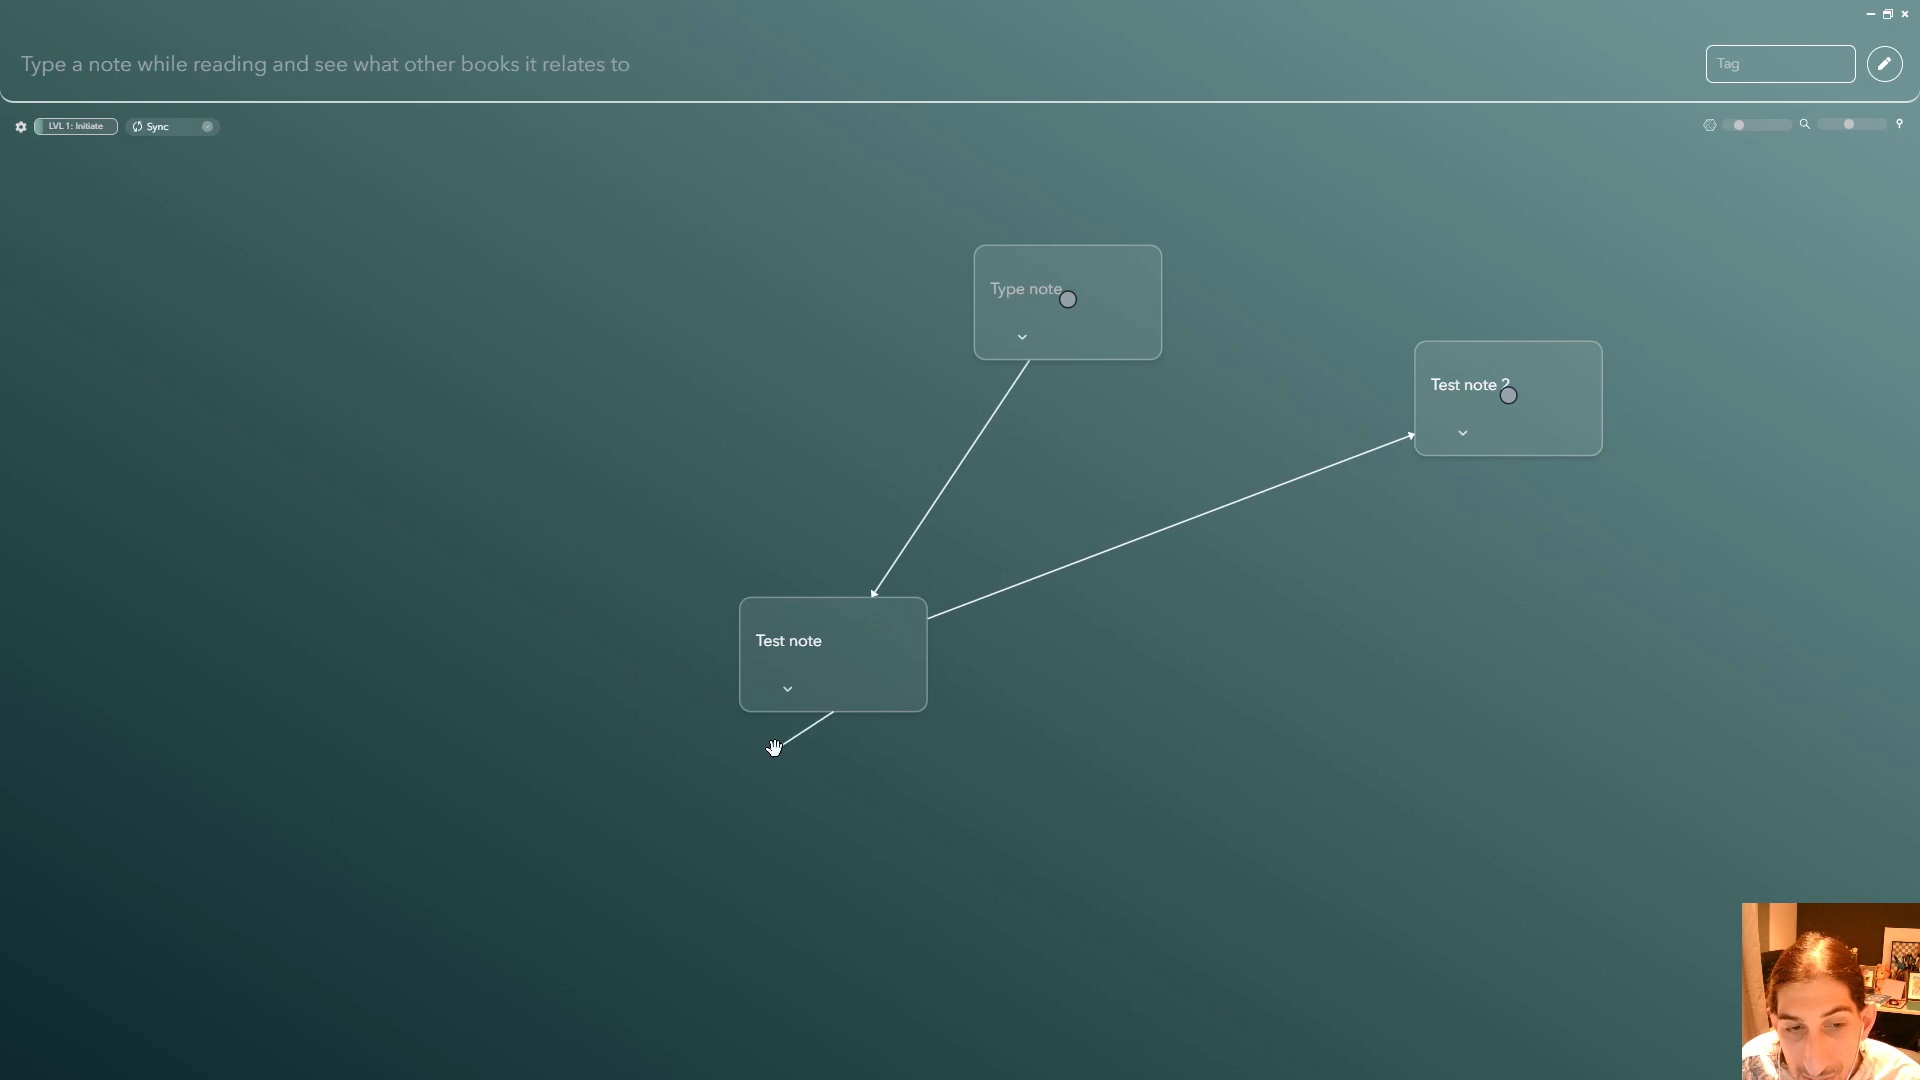 Type a note while reading and see what other books it relates to
Tag
LVL 1: Initiate
Sync
Type note
Test note 2
Test note